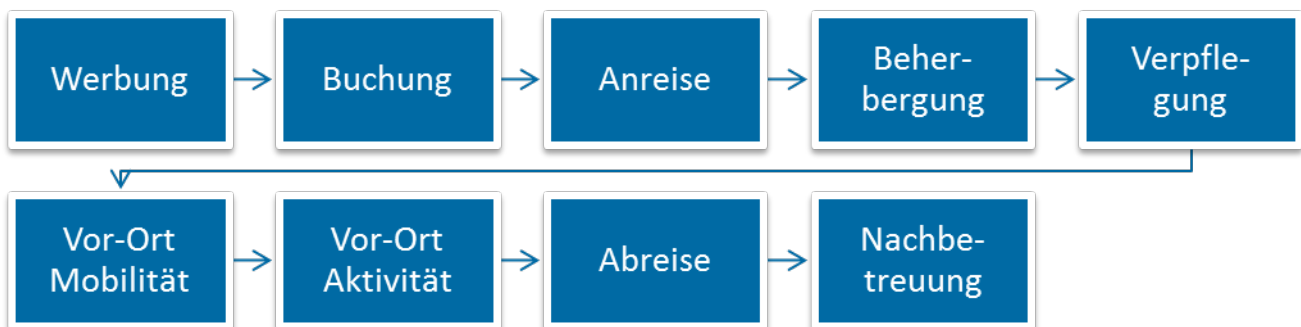 Werbung
Buchung
Anreise
Beher-
bergung
Verpfle-
gung
Vor-Ort
Mobilität
Vor-Ort
Aktivität
Abreise
Nachbe-
treuung